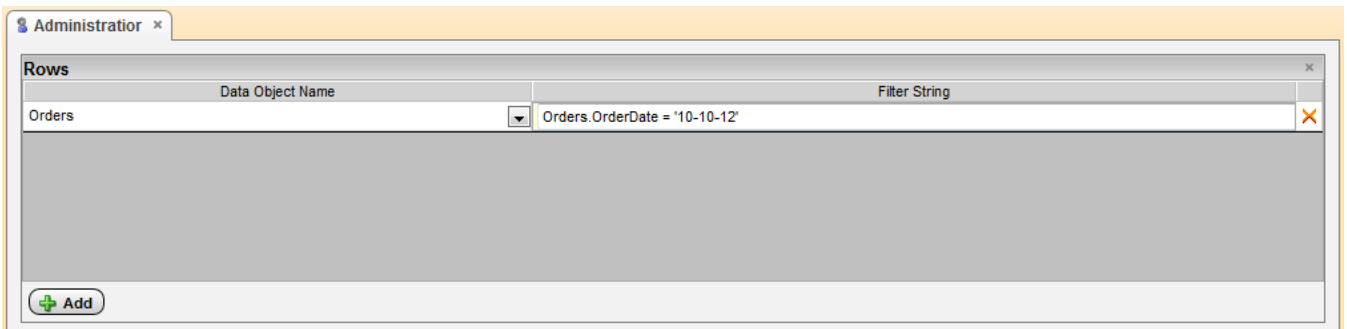 Administratior ×
Rows
Data Object Name Filter String
Orders Orders.OrderDate = '10-10-12'
Add